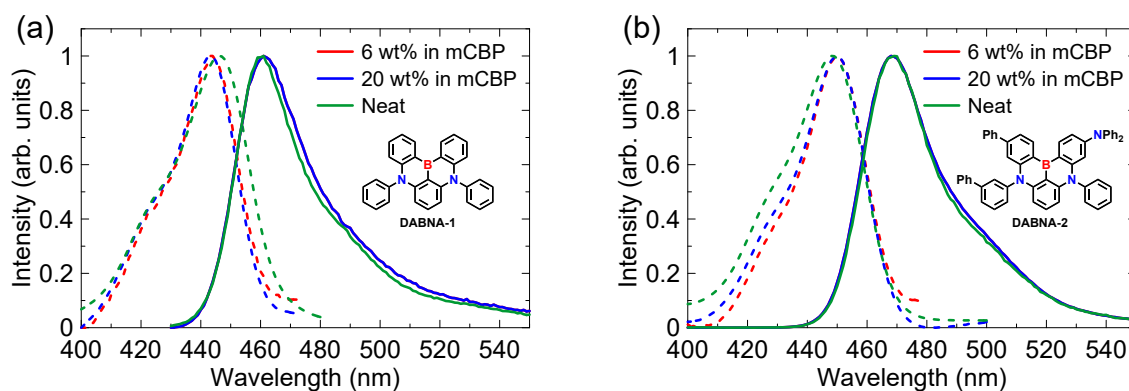 (a)
Intensity (arb. units)
1
0.8
0.6
0.4
0.2
0
6 wt% in mCBP
20 wt% in mCBP
Neat
B
N
N
DABNA-1
400 420 440 460 480 500 520 540
Wavelength (nm)
(b)
Intensity (arb. units)
1
0.8
0.6
0.4
0.2
0
6 wt% in mCBP
20 wt% in mCBP
Neat
Ph
NPh₂
B
Ph
N
N
DABNA-2
400 420 440 460 480 500 520 540
Wavelength (nm)